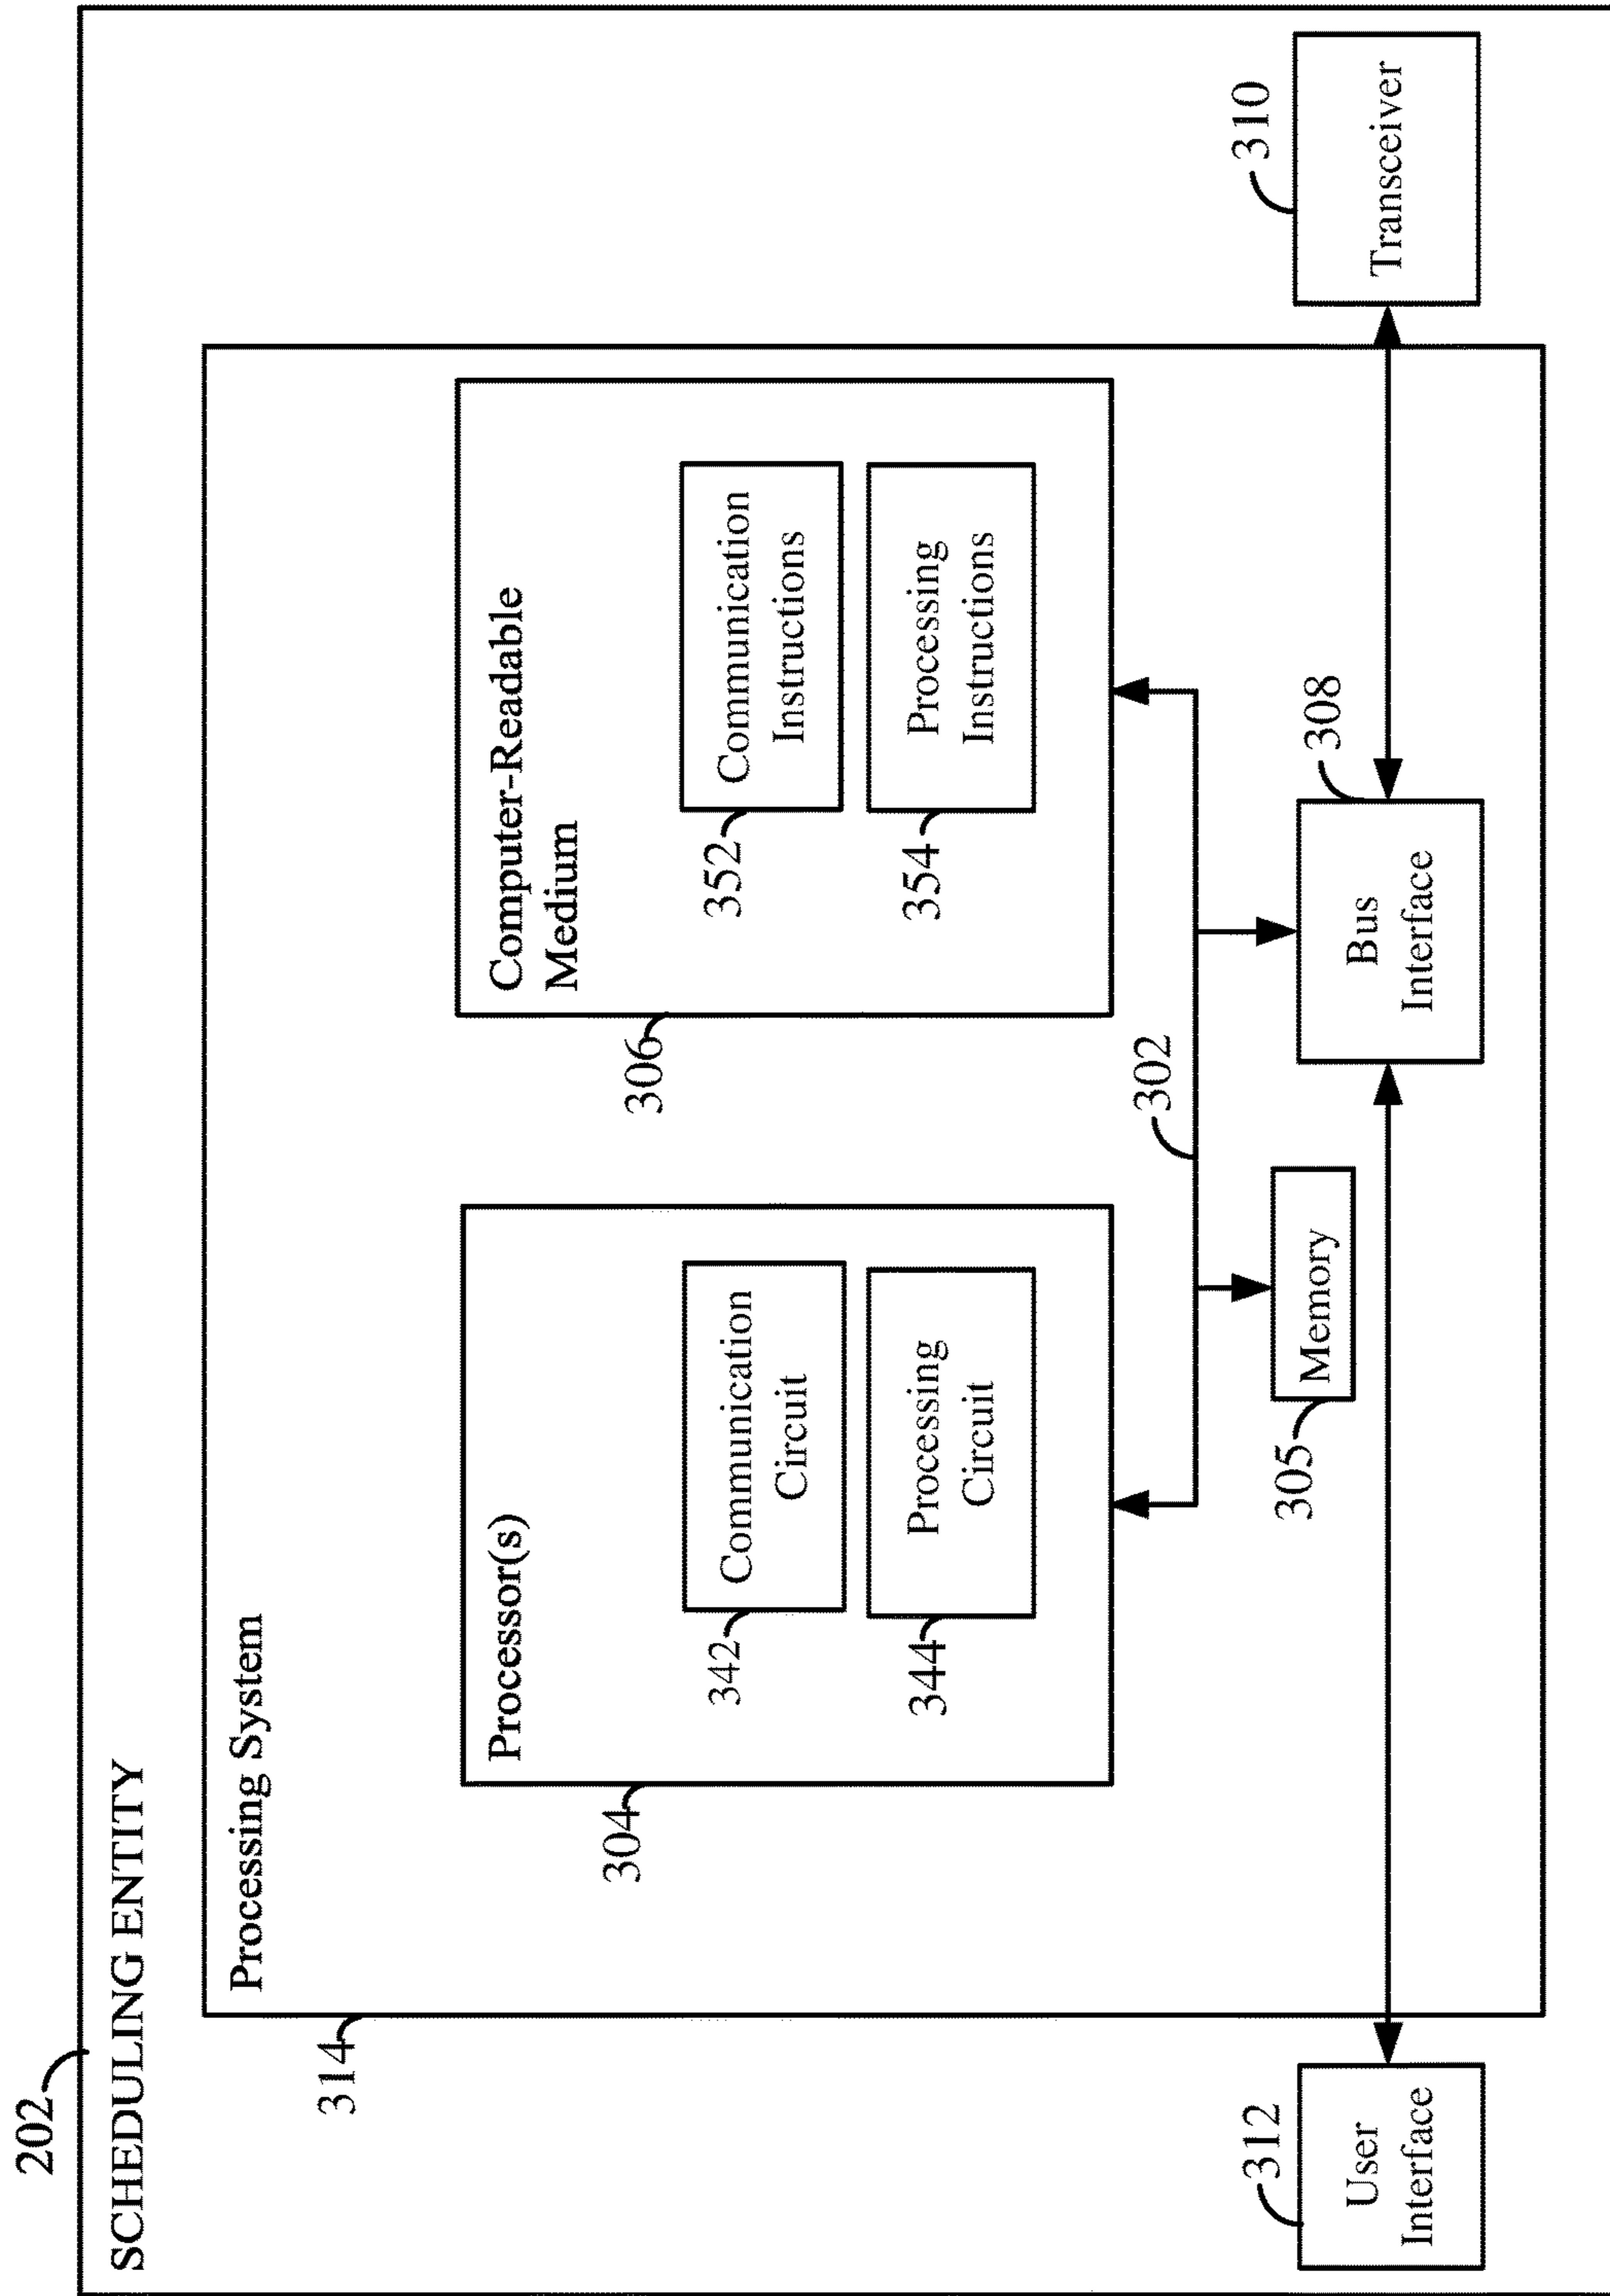 202
SCHEDULING ENTITY
314
Processing System
304
Processor(s)
342
Communication
Circuit
344
Processing
Circuit
306
Computer-Readable
Medium
352
Communication
Instructions
354
Processing
Instructions
302
305
Memory
308
Bus
Interface
312
User
Interface
310
Transceiver